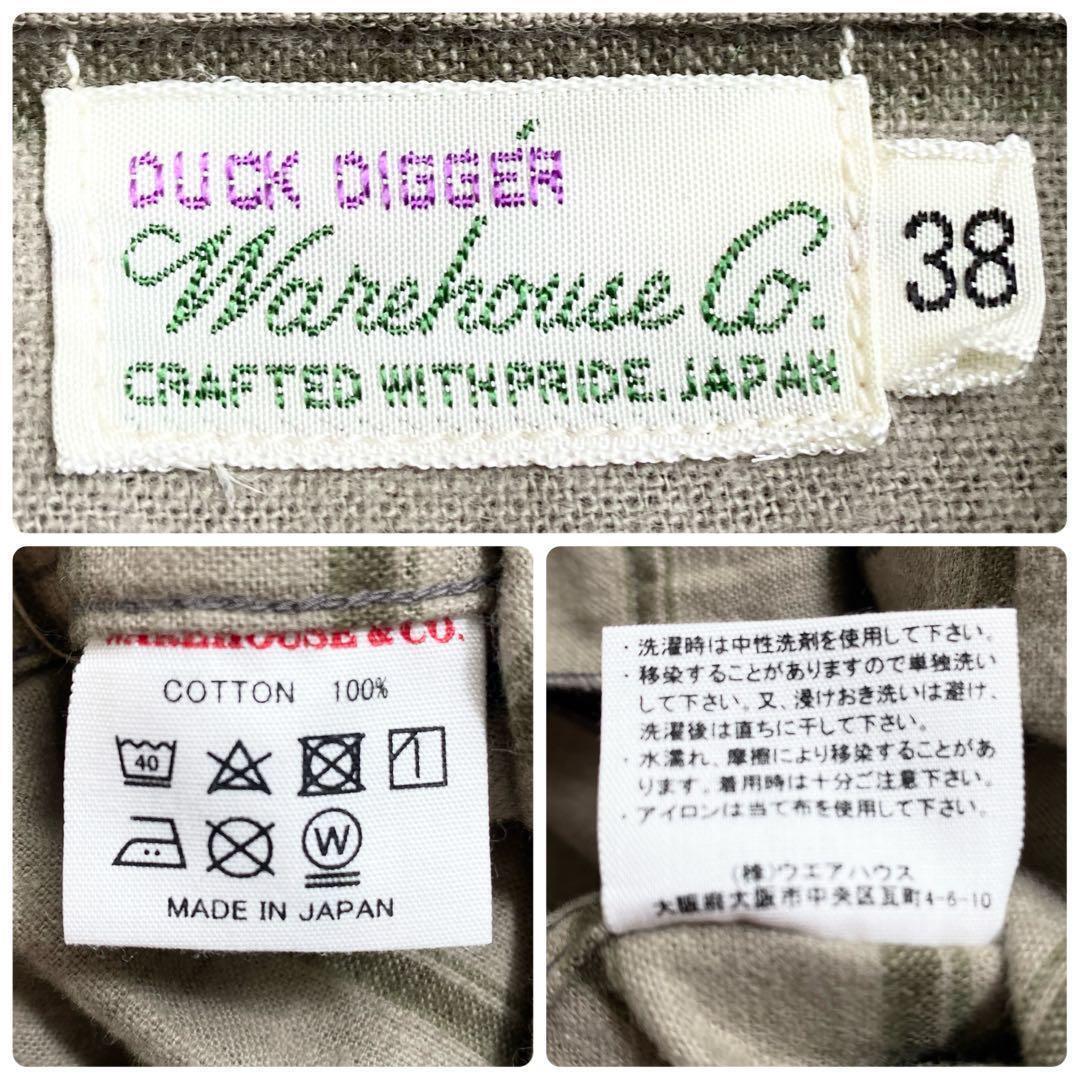 DUCK DIGGER
Warehouse Co.
CRAFTED WITH PRIDE. JAPAN
38
WAREHOUSE & CO.
COTTON 100%
40
W
MADE IN JAPAN
・洗濯時は中性洗剤を使用して下さい。
・移染することがありますので単独洗い
して下さい。又、浸けおき洗いは避け、
洗濯後は直ちに干して下さい。
・水濡れ、摩擦により移染することがあ
ります。着用時は十分ご注意下さい。
・アイロンは当て布を使用して下さい。
(株)ウエアハウス
大阪府大阪市中央区瓦町4-6-10